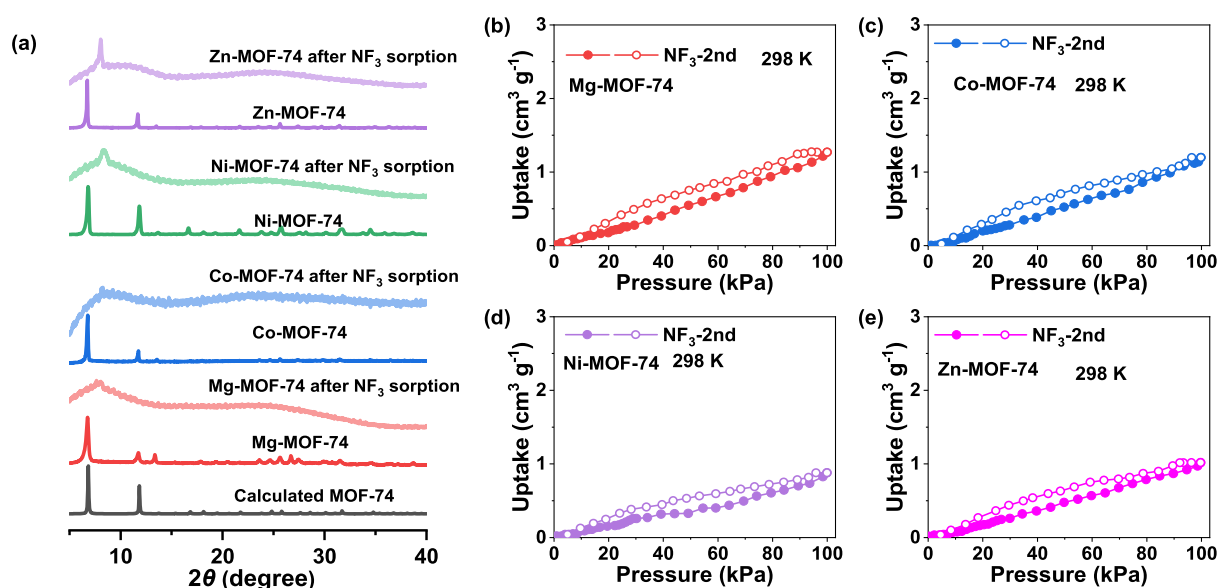 (a)
Zn-MOF-74 after NF₃ sorption
Zn-MOF-74
Ni-MOF-74 after NF₃ sorption
Ni-MOF-74
Co-MOF-74 after NF₃ sorption
Co-MOF-74
Mg-MOF-74 after NF₃ sorption
Mg-MOF-74
Calculated MOF-74
10 20 30 40
2θ (degree)
(b)
NF₃-2nd 298 K
Mg-MOF-74
Uptake (cm³ g⁻¹)
3
2
1
0
0 20 40 60 80 100
Pressure (kPa)
(c)
NF₃-2nd
Co-MOF-74 298 K
Uptake (cm³ g⁻¹)
3
2
1
0
0 20 40 60 80 100
Pressure (kPa)
(d)
NF₃-2nd
Ni-MOF-74 298 K
Uptake (cm³ g⁻¹)
3
2
1
0
0 20 40 60 80 100
Pressure (kPa)
(e)
NF₃-2nd
Zn-MOF-74 298 K
Uptake (cm³ g⁻¹)
3
2
1
0
0 20 40 60 80 100
Pressure (kPa)